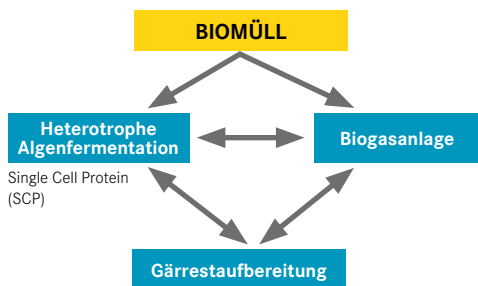 BIOMÜLL
Heterotrophe
Algenfermentation
Biogasanlage
Single Cell Protein
(SCP)
Gärrestaufbereitung